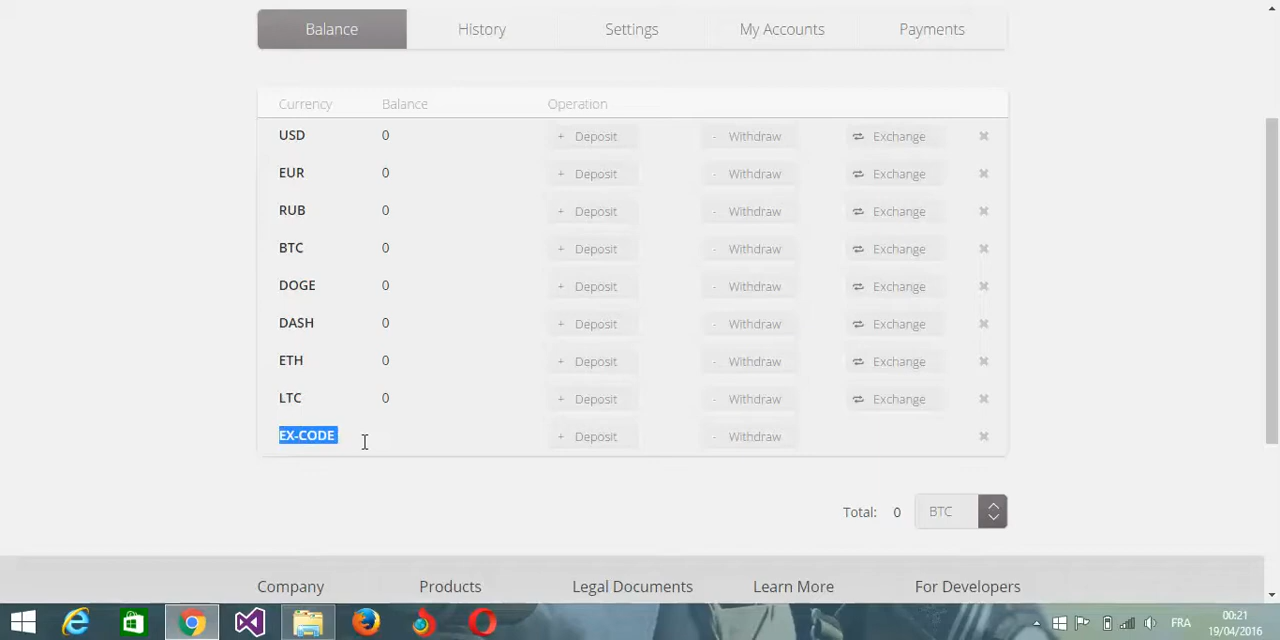 Balance History Settings My Accounts Payments
Currency Balance Operation
USD 0 + Deposit - Withdraw Exchange
EUR 0 + Deposit - Withdraw Exchange
RUB 0 + Deposit - Withdraw Exchange
BTC 0 + Deposit - Withdraw Exchange
DOGE 0 + Deposit - Withdraw Exchange
DASH 0 + Deposit - Withdraw Exchange
ETH 0 + Deposit - Withdraw Exchange
LTC 0 + Deposit - Withdraw Exchange
EX-CODE + Deposit - Withdraw
Total: 0 BTC
Company Products Legal Documents Learn More For Developers
FRA 00:21
19/04/2016